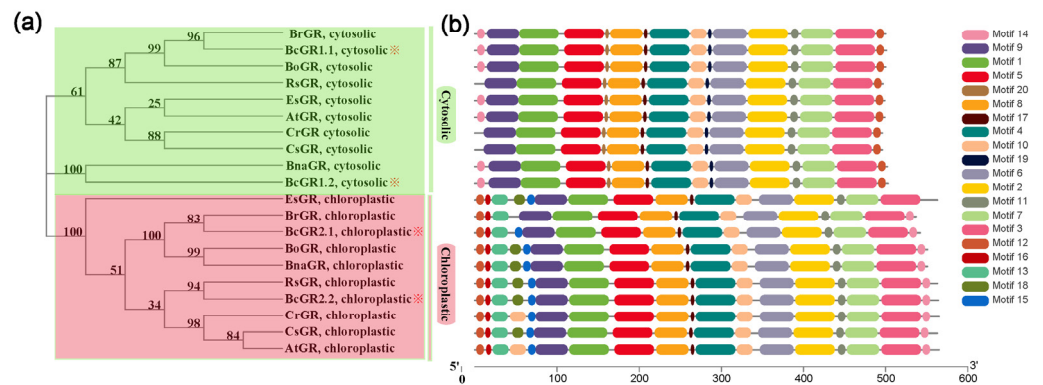 (a)
96
BrGR, cytosolic
99
BcGR1.1, cytosolic※
87
BoGR, cytosolic
61
RsGR, cytosolic
25
EsGR, cytosolic
42
AtGR, cytosolic
88
CrGR cytosolic
CsGR, cytosolic
100
BnaGR, cytosolic
BcGR1.2, cytosolic※
Cytosolic
100
EsGR, chloroplastic
83
BrGR, chloroplastic
100
BcGR2.1, chloroplastic※
51
BoGR, chloroplastic
99
BnaGR, chloroplastic
94
RsGR, chloroplastic
34
BcGR2.2, chloroplastic※
98
CrGR, chloroplastic
84
CsGR, chloroplastic
AtGR, chloroplastic
Chloroplastic
(b)
Motif 14
Motif 9
Motif 1
Motif 5
Motif 20
Motif 8
Motif 17
Motif 4
Motif 10
Motif 19
Motif 6
Motif 2
Motif 11
Motif 7
Motif 3
Motif 12
Motif 16
Motif 13
Motif 18
Motif 15
5' 3'
0 100 200 300 400 500 600